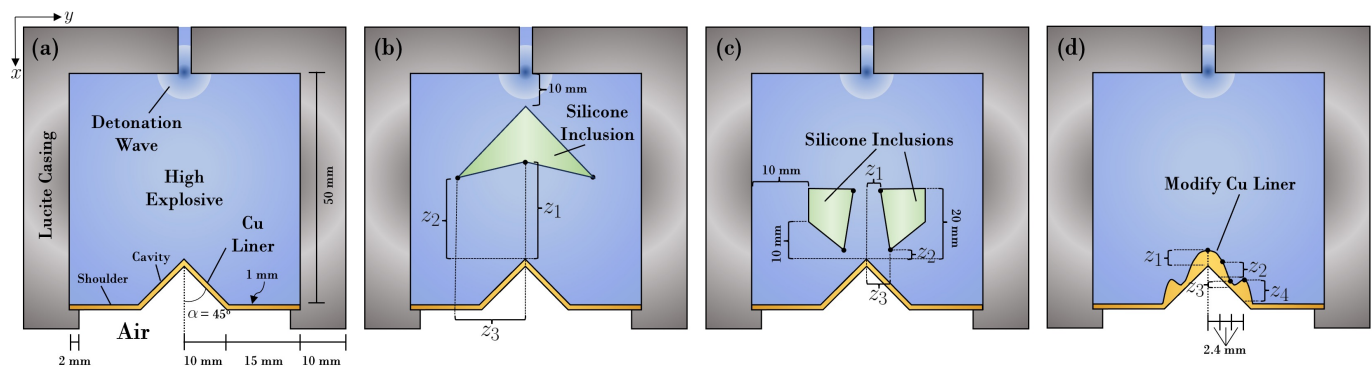 y
x
(a)
Detonation
Wave
High
Explosive
Lucite Casing
50 mm
Cu
Liner
Cavity
Shoulder
1 mm
α = 45°
Air
2 mm
10 mm
15 mm
10 mm
(b)
10 mm
Silicone
Inclusion
z₂
z₁
z₃
(c)
Silicone Inclusions
10 mm
z₁
10 mm
20 mm
z₂
z₃
(d)
Modify Cu Liner
z₁
z₂
z₃
z₄
2.4 mm